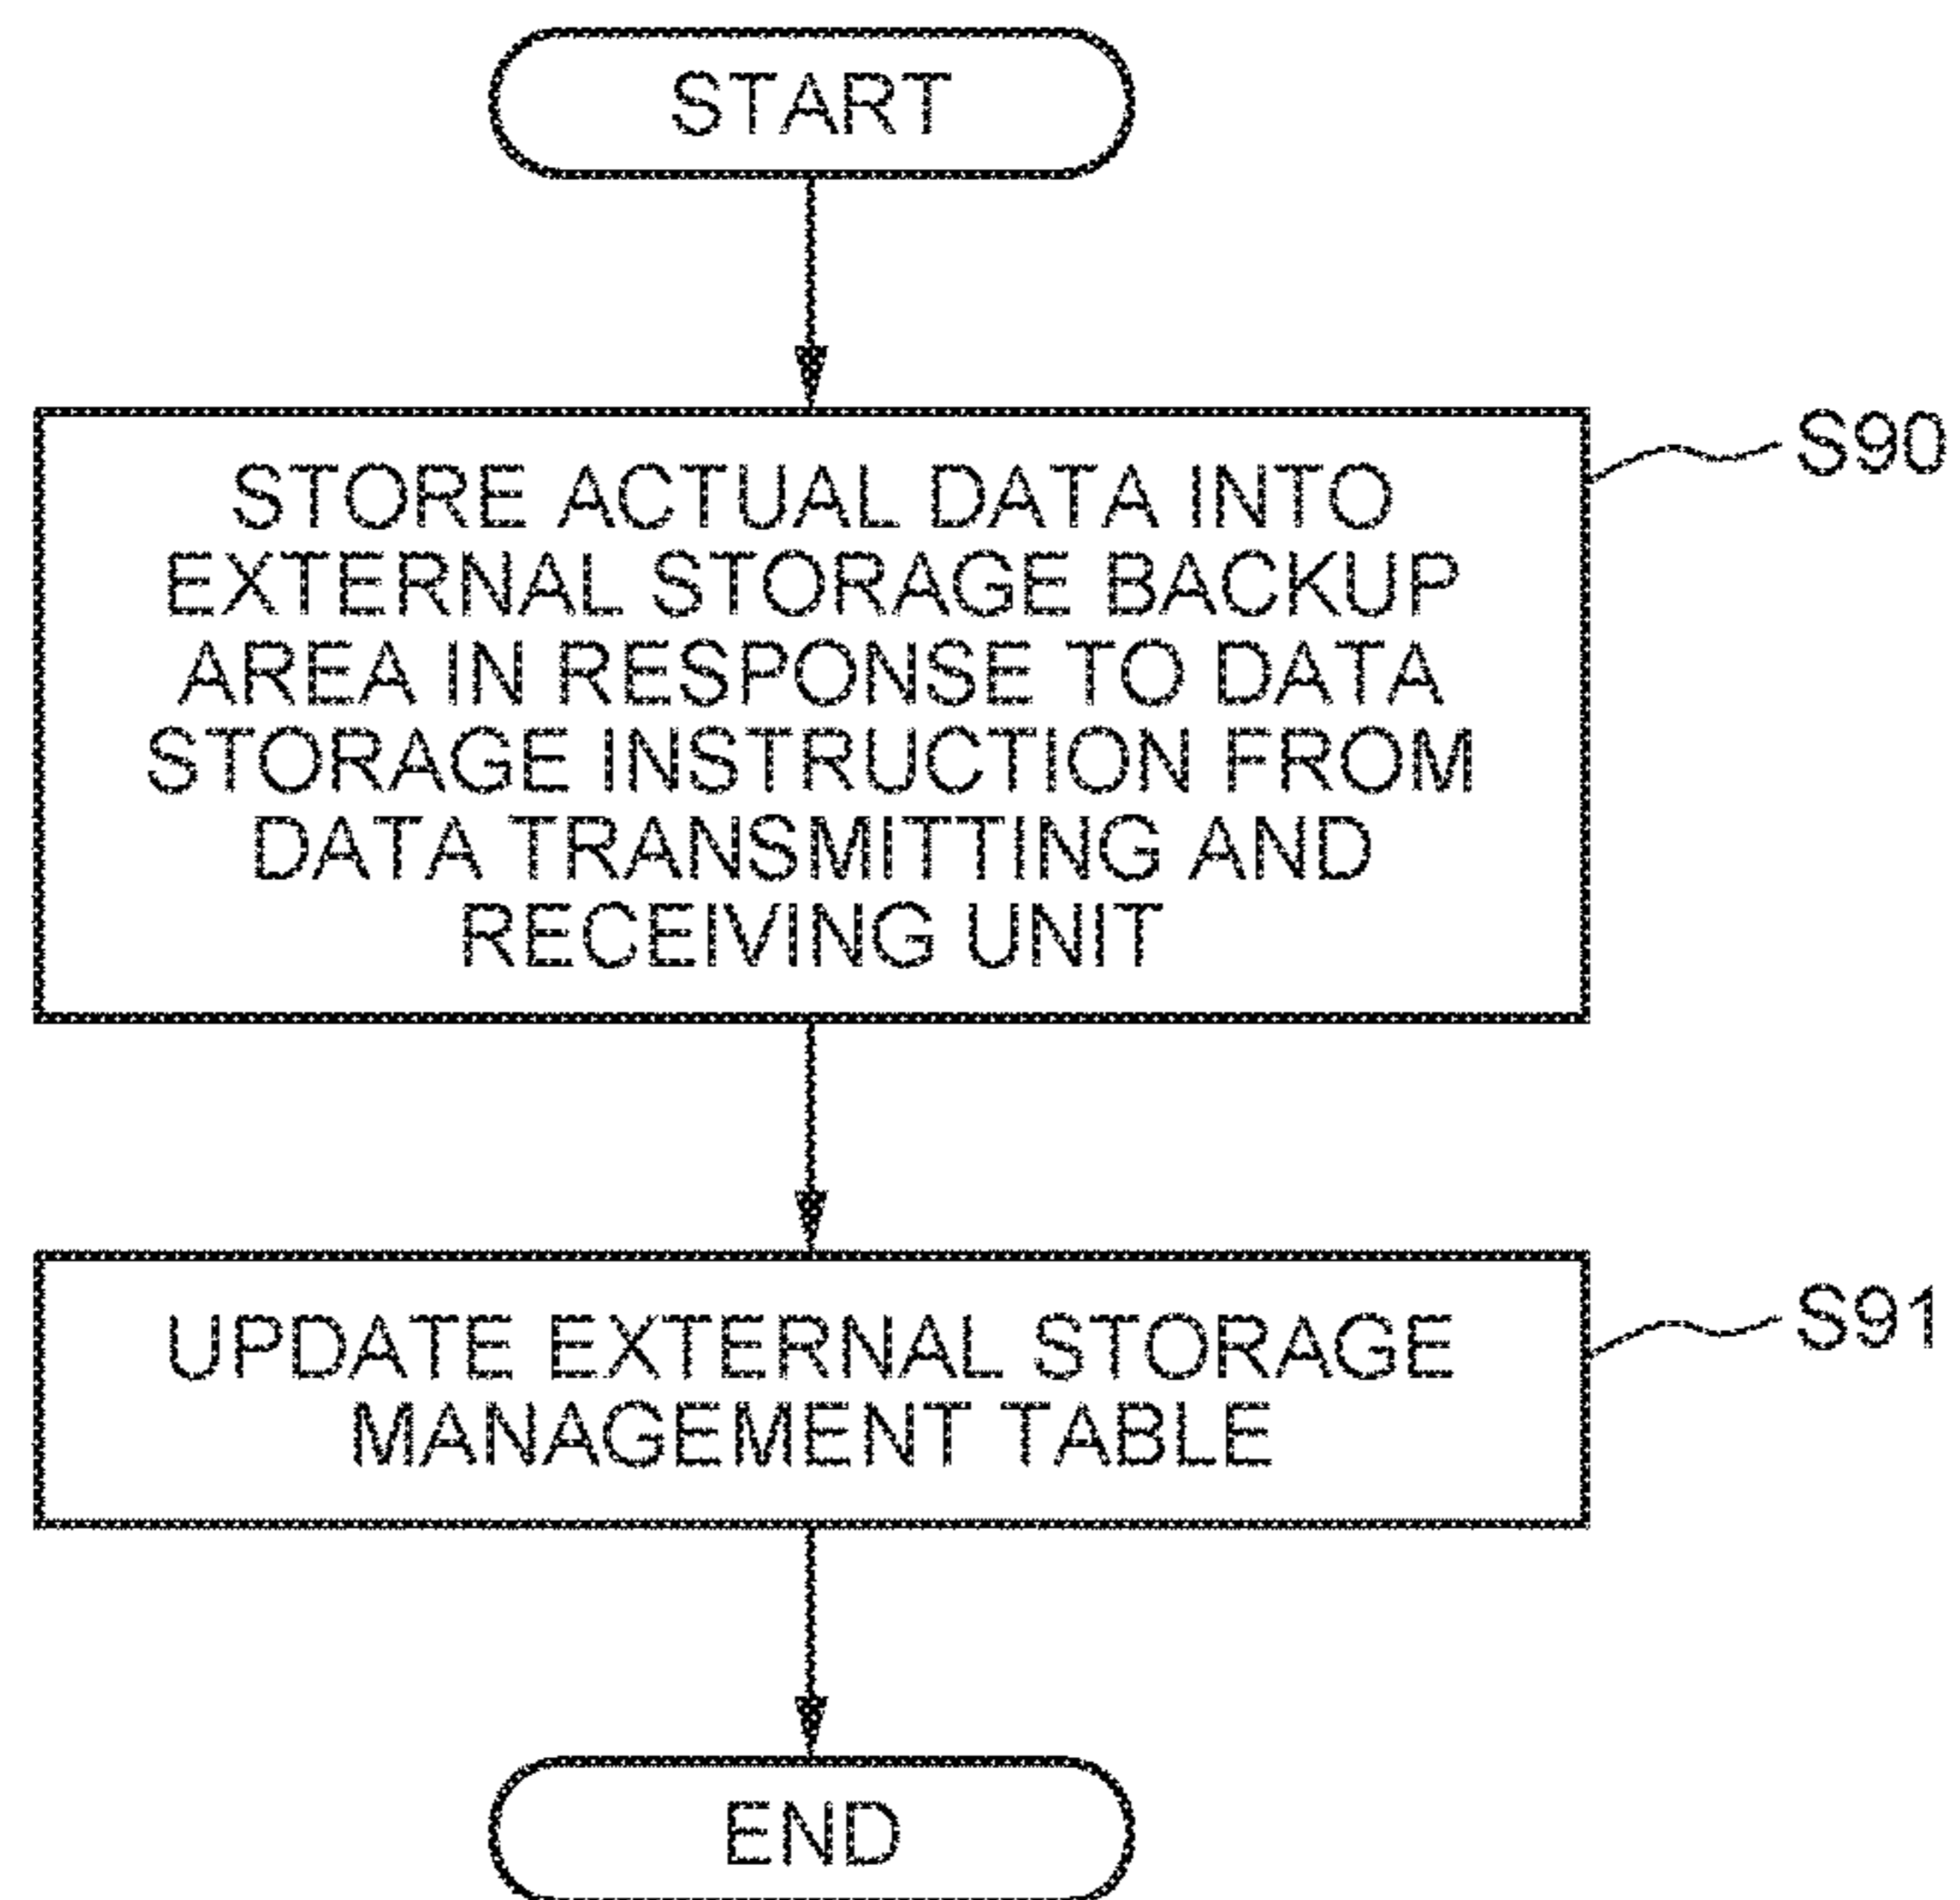 START
STORE ACTUAL DATA INTO
EXTERNAL STORAGE BACKUP
AREA IN RESPONSE TO DATA
STORAGE INSTRUCTION FROM
DATA TRANSMITTING AND
RECEIVING UNIT
S90
UPDATE EXTERNAL STORAGE
MANAGEMENT TABLE
S91
END